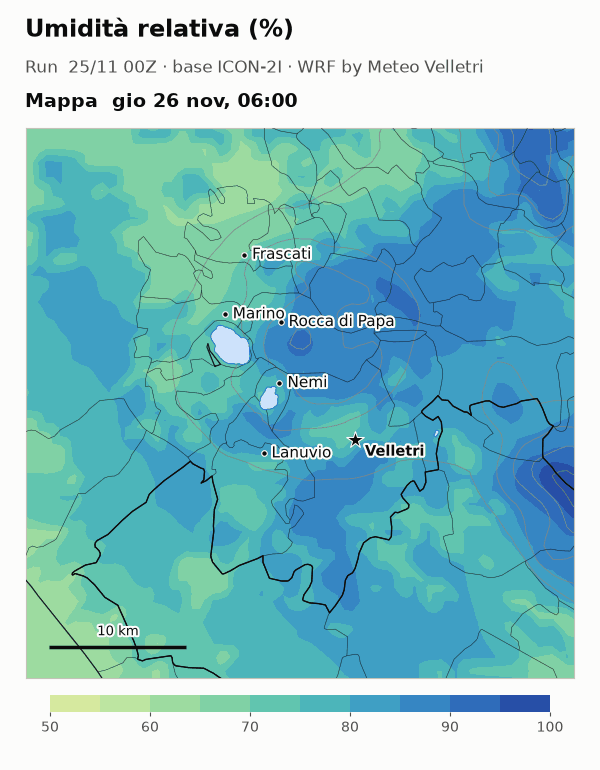 Umidità relativa (%)
Run  25/11 00Z · base ICON-2I · WRF by Meteo Velletri
Mappa  gio 26 nov, 06:00
Frascati
Marino
Rocca di Papa
Nemi
Velletri
Lanuvio
10 km
50 60 70 80 90 100